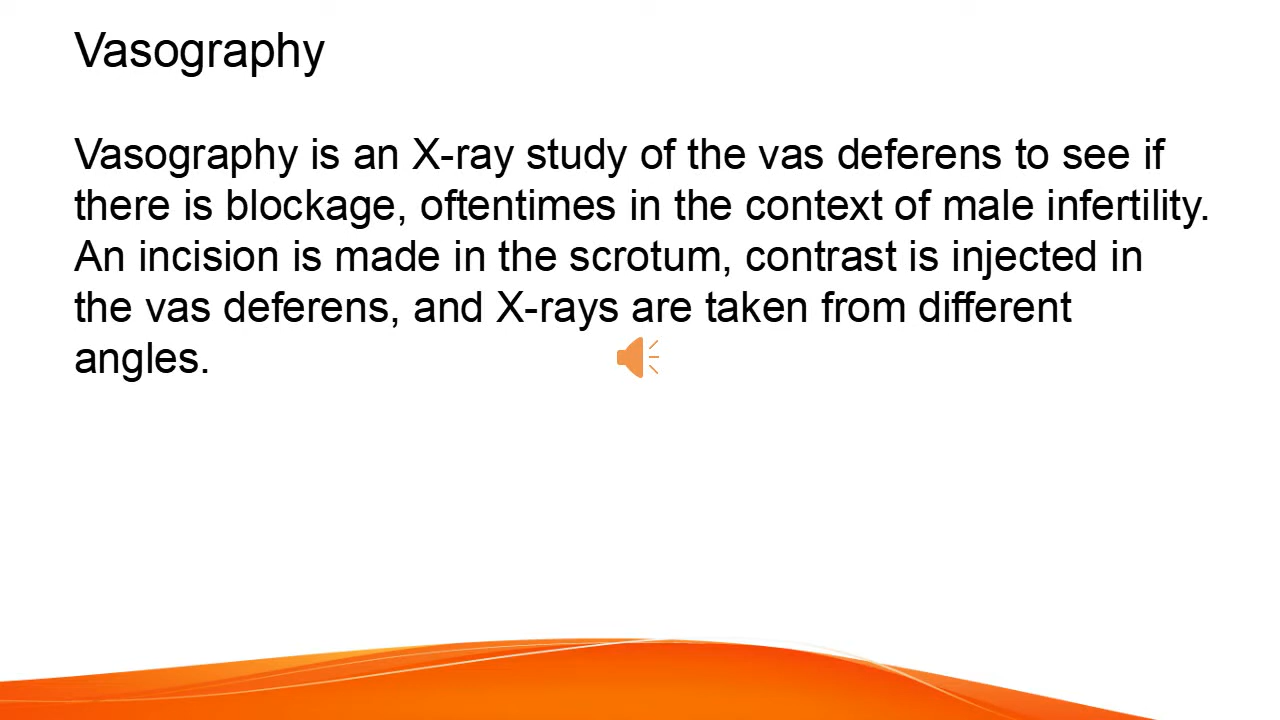 Vasography
Vasography is an X-ray study of the vas deferens to see if
there is blockage, oftentimes in the context of male infertility.
An incision is made in the scrotum, contrast is injected in
the vas deferens, and X-rays are taken from different
angles.